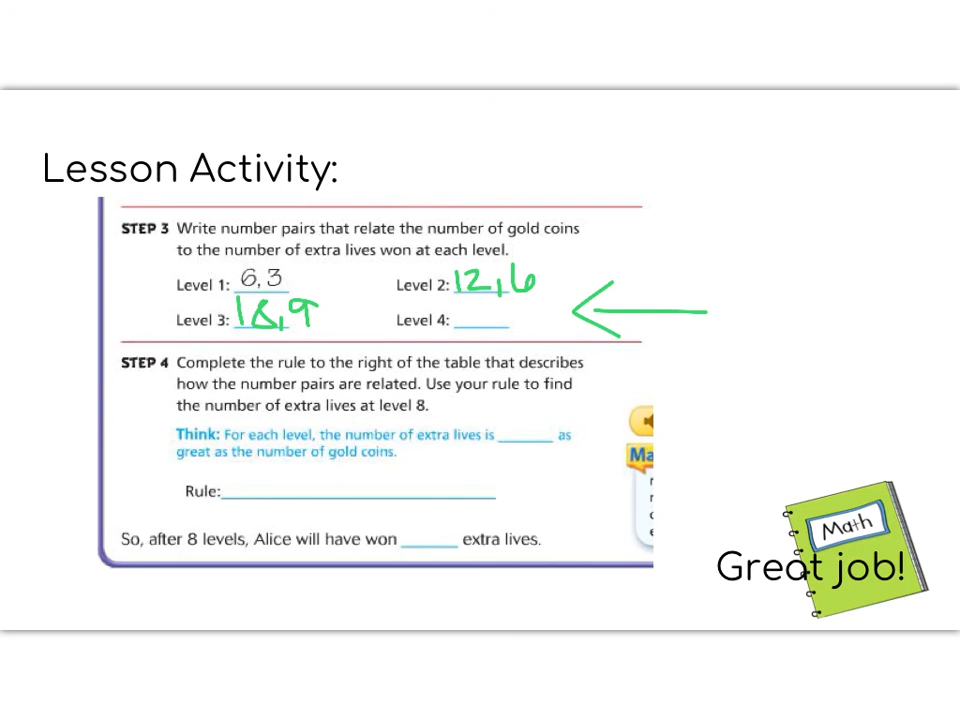 Lesson Activity:
STEP 3 Write number pairs that relate the number of gold coins
to the number of extra lives won at each level.
Level 1: 6, 3 Level 2: 12, 6
Level 3: 18, 9 Level 4: ______
STEP 4 Complete the rule to the right of the table that describes
how the number pairs are related. Use your rule to find
the number of extra lives at level 8.
Think: For each level, the number of extra lives is ______ as
great as the number of gold coins.
Ma
Rule:______
Math
So, after 8 levels, Alice will have won ______ extra lives.
Great job!